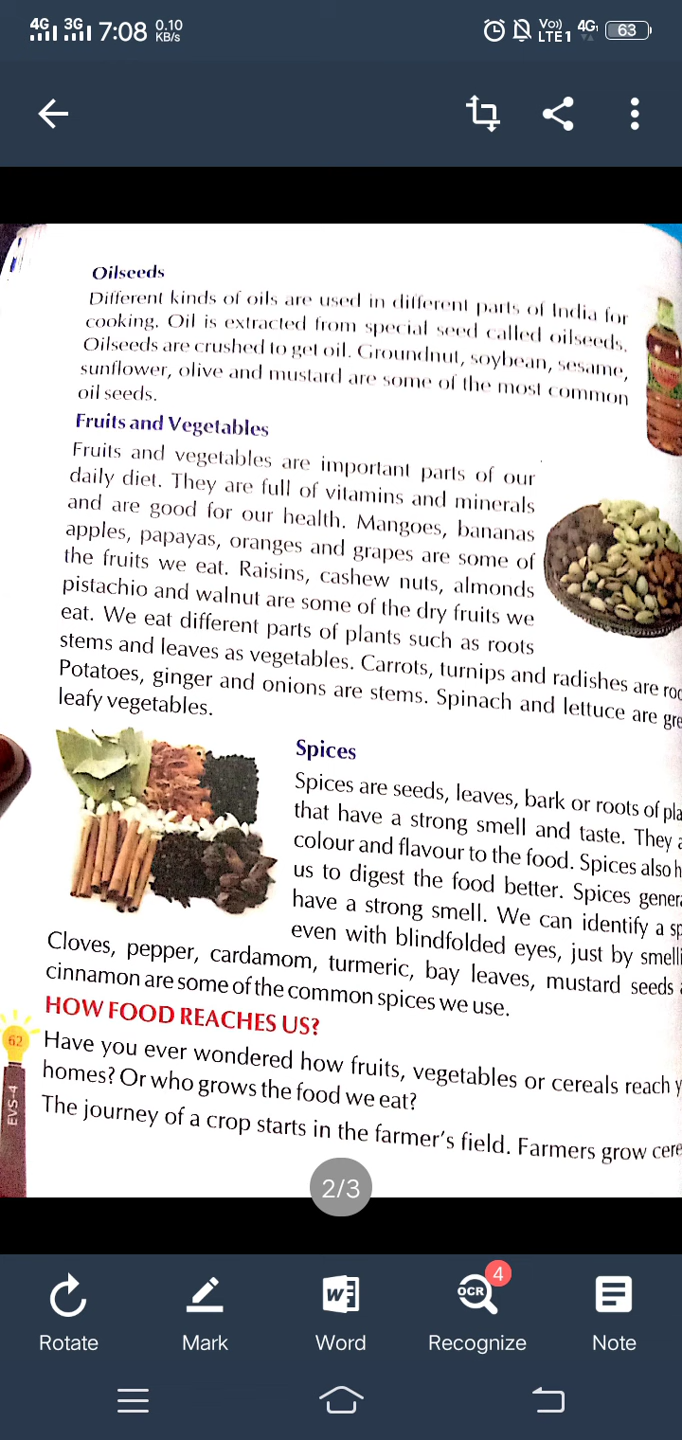 4G 3G 7:08 0.10 KB/s Vo)) LTE1 4G 63
Oilseeds
Different kinds of oils are used in different parts of India for
cooking. Oil is extracted from special seed called oilseeds.
Oilseeds are crushed to get oil. Groundnut, soybean, sesame,
sunflower, olive and mustard are some of the most common
oil seeds.
Fruits and Vegetables
Fruits and vegetables are important parts of our
daily diet. They are full of vitamins and minerals
and are good for our health. Mangoes, bananas
apples, papayas, oranges and grapes are some of
the fruits we eat. Raisins, cashew nuts, almonds
pistachio and walnut are some of the dry fruits we
eat. We eat different parts of plants such as roots
stems and leaves as vegetables. Carrots, turnips and radishes are
Potatoes, ginger and onions are stems. Spinach and lettuce are
leafy vegetables.
Spices
Spices are seeds, leaves, bark or roots of
that have a strong smell and taste. They
colour and flavour to the food. Spices also
us to digest the food better. Spices
have a strong smell. We can identify a
even with blindfolded eyes, just by
Cloves, pepper, cardamom, turmeric, bay leaves, mustard seeds
cinnamon are some of the common spices we use.
HOW FOOD REACHES US?
62
Have you ever wondered how fruits, vegetables or cereals reach
homes? Or who grows the food we eat?
EVS-4
The journey of a crop starts in the farmer's field. Farmers grow
2/3
4
OCR
Rotate Mark Word Recognize Note